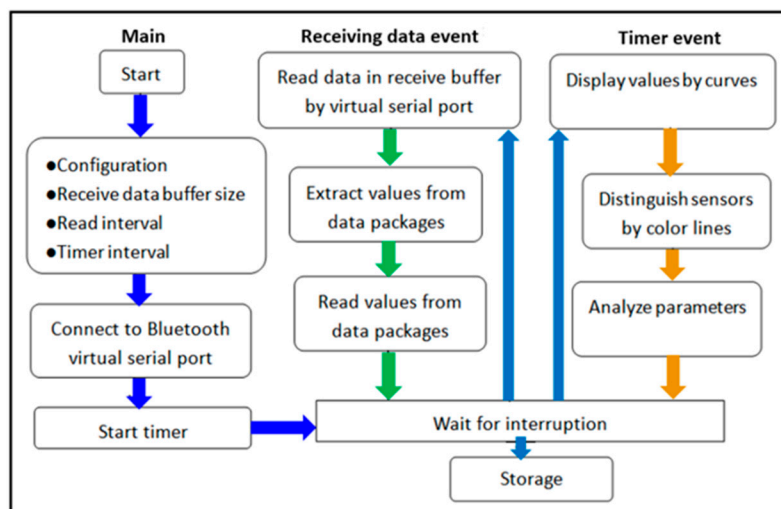 Main
Start
●Configuration
●Receive data buffer size
●Read interval
●Timer interval
Connect to Bluetooth
virtual serial port
Start timer
Receiving data event
Read data in receive buffer
by virtual serial port
Extract values from
data packages
Read values from
data packages
Wait for interruption
Storage
Timer event
Display values by curves
Distinguish sensors
by color lines
Analyze parameters